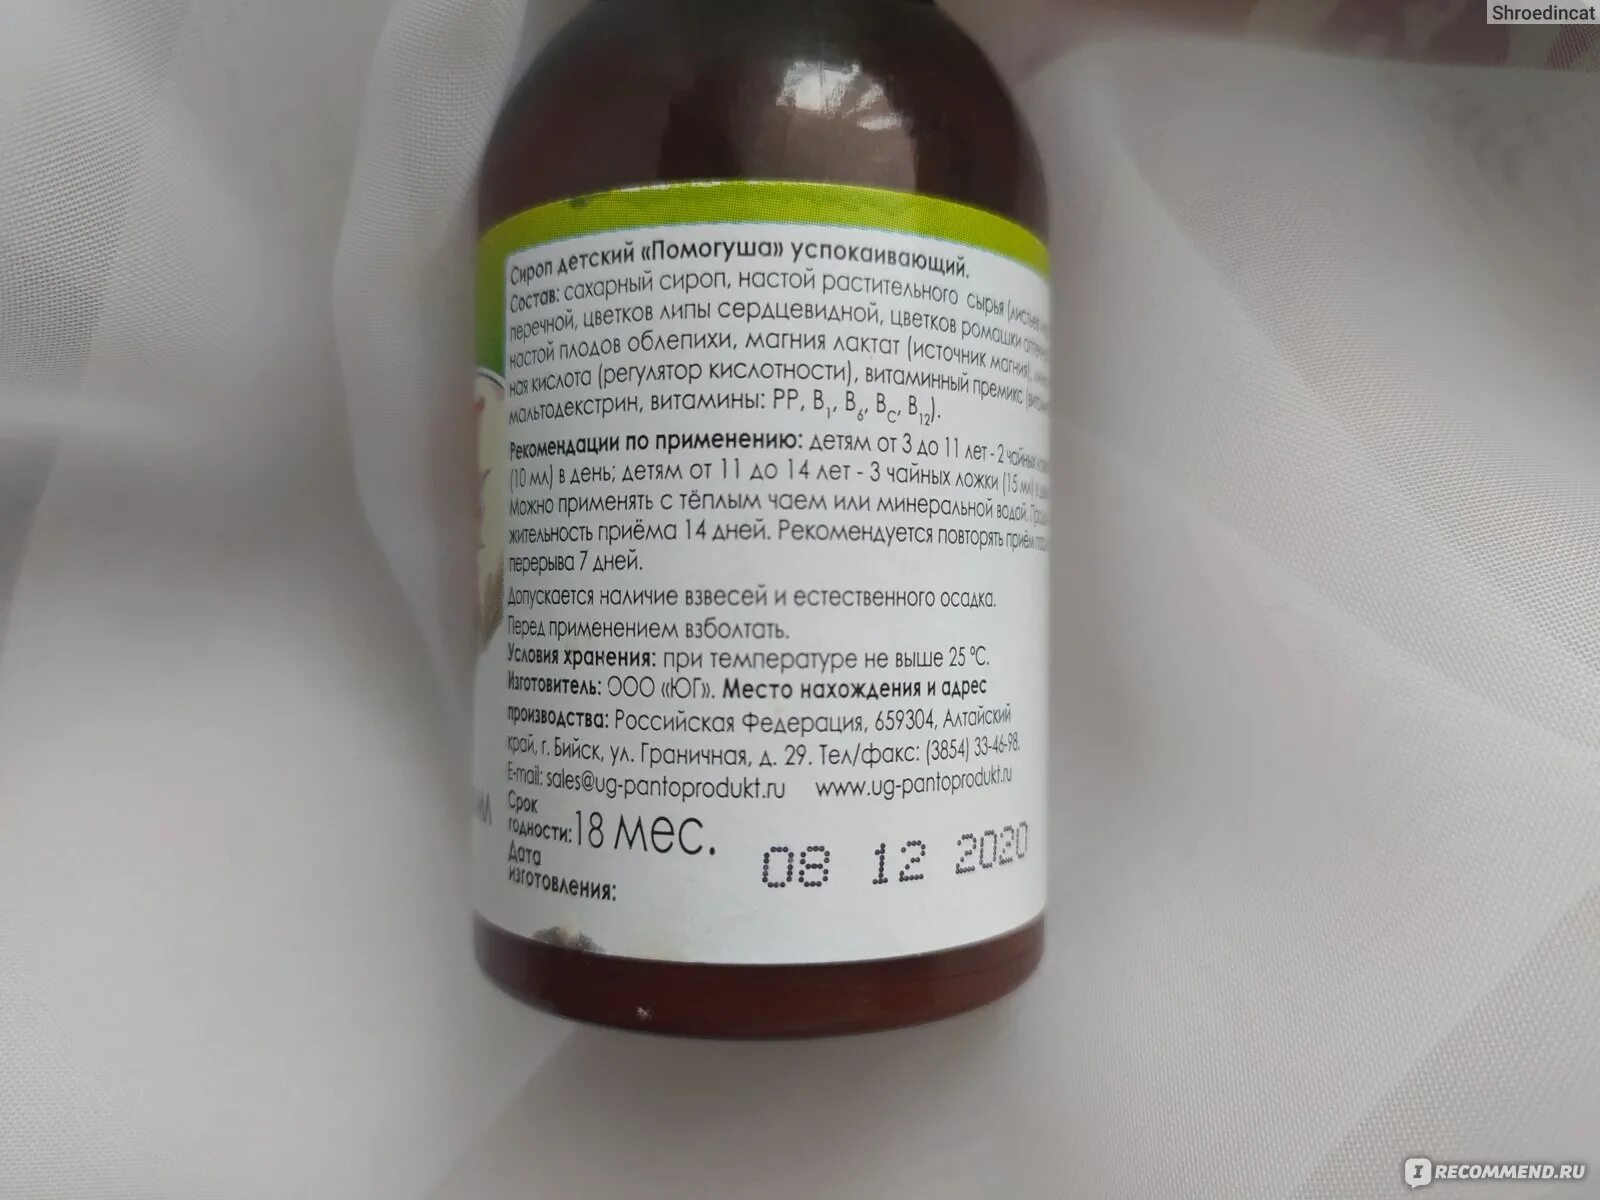 Shroedincat
Сироп детский «Помогуша» успокаивающий.
Состав: сахарный сироп, настой растительного сырья (листьев
перечной, цветков липы сердцевидной, цветков ромашки
настой плодов облепихи, магния лактат (источник магния),
ная кислота (регулятор кислотности), витаминный премикс
мальтодекстрин, витамины: PP, B1, B6, BC, B12).
Рекомендации по применению: детям от 3 до 11 лет - 2 чайных
(10 мл) в день; детям от 11 до 14 лет - 3 чайных ложки (15 мл) в
Можно применять с тёплым чаем или минеральной водой.
жительность приёма 14 дней. Рекомендуется повторять приём
перерыва 7 дней.
Допускается наличие взвесей и естественного осадка.
Перед применением взболтать.
Условия хранения: при температуре не выше 25 °С.
Изготовитель: ООО «ЮГ». Место нахождения и адрес
производства: Российская Федерация, 659304, Алтайский
край, г. Бийск, ул. Граничная, д. 29. Тел/факс: (3854) 33-46-98.
E-mail: sales@ug-pantoprodukt.ru www.ug-pantoprodukt.ru
Срок
годности: 18 мес.
Дата
изготовления: 08 12 2020
IRECOMMEND.RU